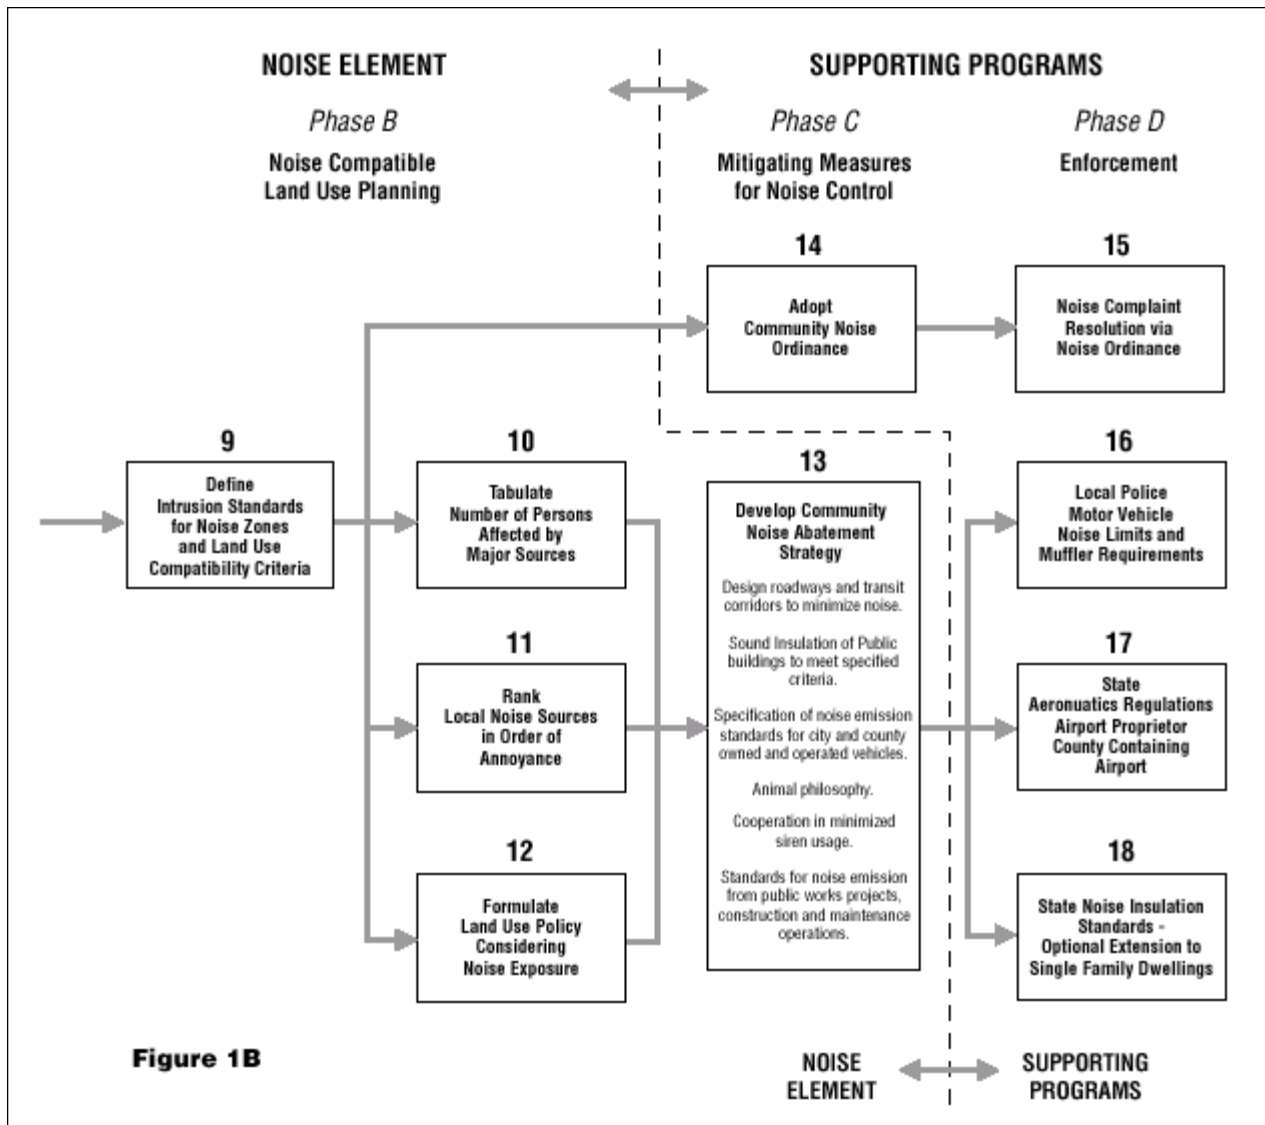 NOISE ELEMENT
SUPPORTING PROGRAMS
Phase B
Noise Compatible
Land Use Planning
Phase C
Mitigating Measures
for Noise Control
Phase D
Enforcement
14
Adopt
Community Noise
Ordinance
15
Noise Complaint
Resolution via
Noise Ordinance
9
Define
Intrusion Standards
for Noise Zones
and Land Use
Compatibility Criteria
10
Tabulate
Number of Persons
Affected by
Major Sources
11
Rank
Local Noise Sources
in Order of
Annoyance
12
Formulate
Land Use Policy
Considering
Noise Exposure
13
Develop Community
Noise Abatement
Strategy
Design roadways and transit
corridors to minimize noise.
Sound Insulation of Public
buildings to meet specified
criteria.
Specification of noise emission
standards for city and county
owned and operated vehicles.
Animal philosophy.
Cooperation in minimized
siren usage.
Standards for noise emission
from public works projects,
construction and maintenance
operations.
16
Local Police
Motor Vehicle
Noise Limits and
Muffler Requirements
17
State
Aeronuatics Regulations
Airport Proprietor
County Containing
Airport
18
State Noise Insulation
Standards -
Optional Extension to
Single Family Dwellings
Figure 1B
NOISE
ELEMENT
SUPPORTING
PROGRAMS